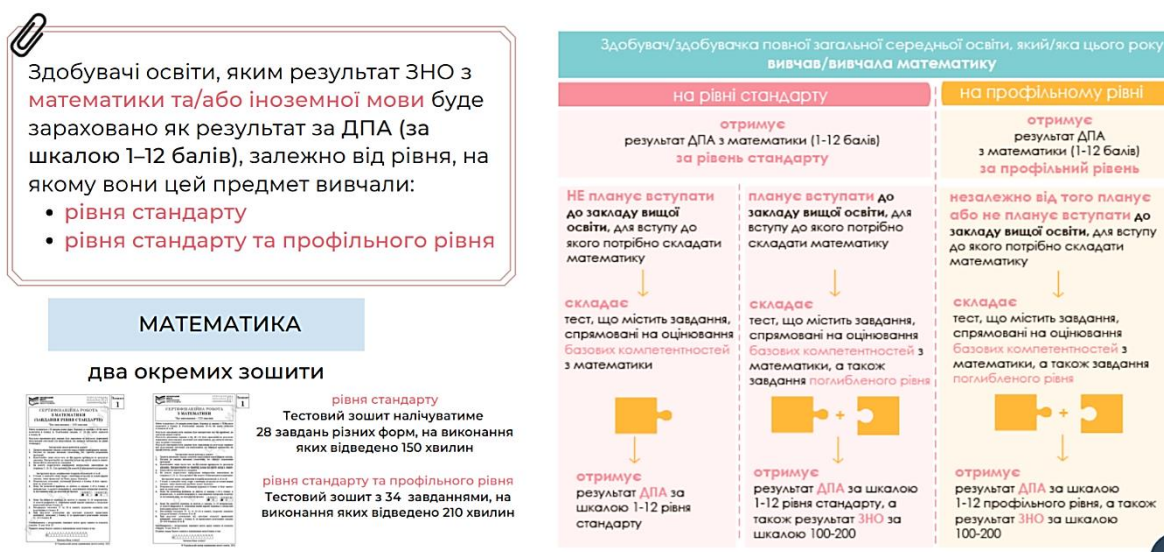 Здобувачі освіти, яким результат ЗНО з
математики та/або іноземної мови буде
зараховано як результат за ДПА (за
шкалою 1–12 балів), залежно від рівня, на
якому вони цей предмет вивчали:
• рівня стандарту
• рівня стандарту та профільного рівня
МАТЕМАТИКА
два окремих зошити
рівня стандарту
Тестовий зошит налічуватиме
28 завдань різних форм, на виконання
яких відведено 150 хвилин
рівня стандарту та профільного рівня
Тестовий зошит з 34 завданнями, на
виконання яких відведено 210 хвилин
СЕРТИФІКАЦІЙНА РОБОТА
З МАТЕМАТИКИ
(ЗАВДАННЯ РІВНЯ СТАНДАРТУ)
1
СЕРТИФІКАЦІЙНА РОБОТА
З МАТЕМАТИКИ
1
Здобувач/здобувачка повної загальної середньої освіти, який/яка цього року
вивчав/вивчала математику
на рівні стандарту
отримує
результат ДПА з математики (1-12 балів)
за рівень стандарту
НЕ планує вступати
до закладу вищої
освіти, для вступу до
якого потрібно складати
математику
складає
тест, що містить завдання,
спрямовані на оцінювання
базових компетентностей
з математики
отримує
результат ДПА за
шкалою 1-12 рівня
стандарту
планує вступати до
закладу вищої освіти, для
вступу до якого потрібно
складати математику
складає
тест, що містить завдання,
спрямовані на оцінювання
базових компетентностей з
математики, а також
завдання поглибленого рівня
+
отримує
результат ДПА за шкалою
1-12 рівня стандарту, а
також результат ЗНО за
шкалою 100-200
на профільному рівні
отримує
результат ДПА
з математики (1-12 балів)
за профільний рівень
незалежно від того планує
або не планує вступати до
закладу вищої освіти, для вступу
до якого потрібно складати
математику
складає
тест, що містить завдання,
спрямовані на оцінювання
базових компетентностей з
математики, а також завдання
поглибленого рівня
+
отримує
результат ДПА за шкалою
1-12 профільного рівня, а також
результат ЗНО за шкалою
100-200